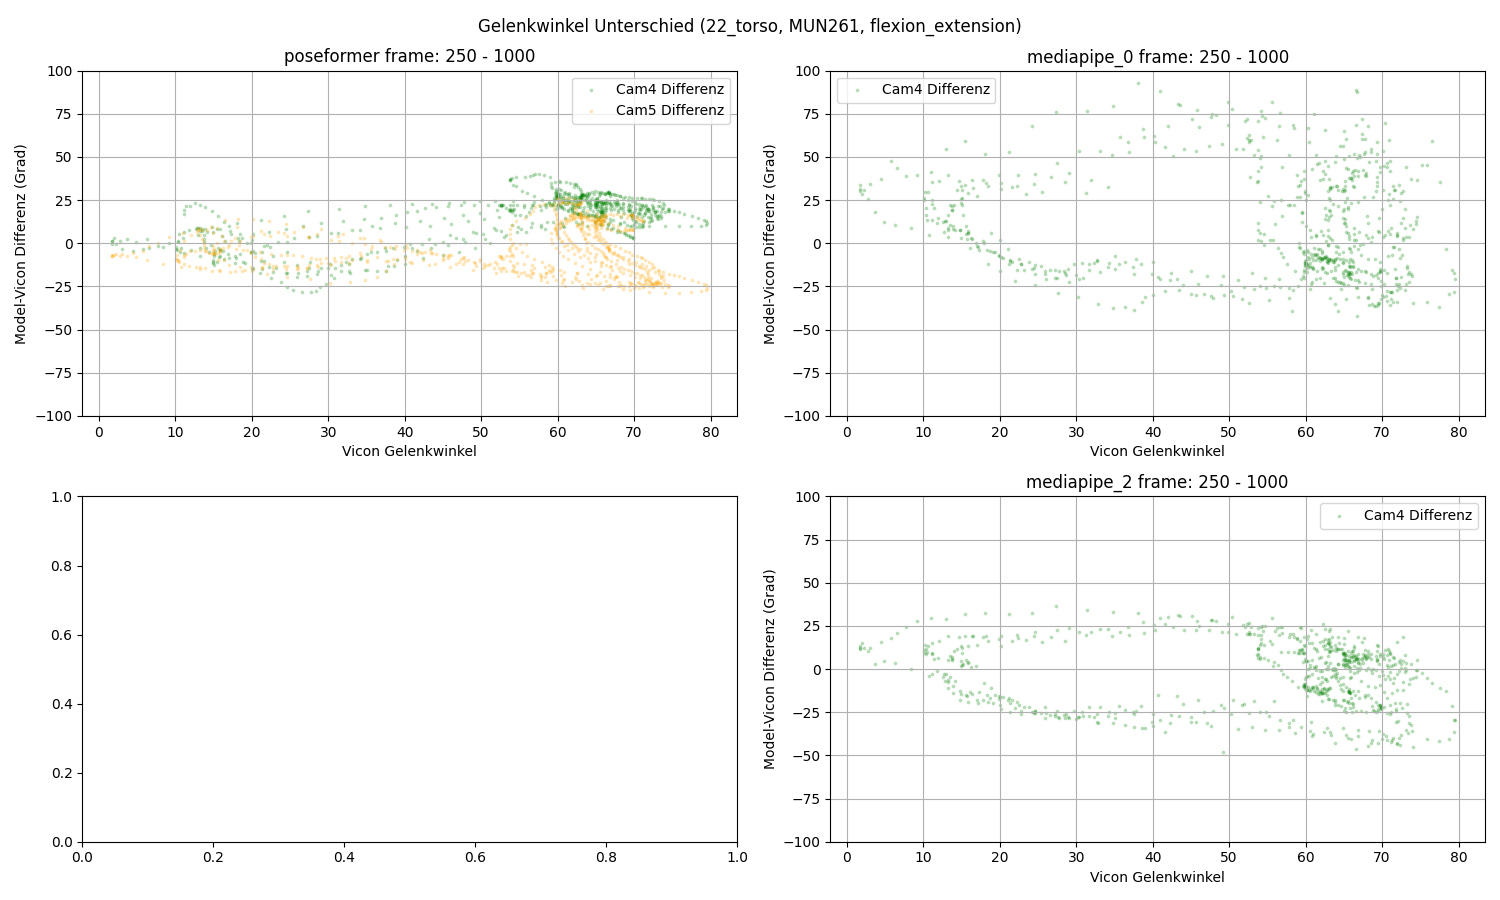 Gelenkwinkel Unterschied (22_torso, MUN261, flexion_extension)
poseformer frame: 250 - 1000
100
75
50
25
0
−25
−50
−75
−100
Model-Vicon Differenz (Grad)
Cam4 Differenz
Cam5 Differenz
0 10 20 30 40 50 60 70 80
Vicon Gelenkwinkel
mediapipe_0 frame: 250 - 1000
100
75
50
25
0
−25
−50
−75
−100
Model-Vicon Differenz (Grad)
Cam4 Differenz
0 10 20 30 40 50 60 70 80
Vicon Gelenkwinkel
1.0
0.8
0.6
0.4
0.2
0.0
0.0 0.2 0.4 0.6 0.8 1.0
mediapipe_2 frame: 250 - 1000
100
75
50
25
0
−25
−50
−75
−100
Model-Vicon Differenz (Grad)
Cam4 Differenz
0 10 20 30 40 50 60 70 80
Vicon Gelenkwinkel